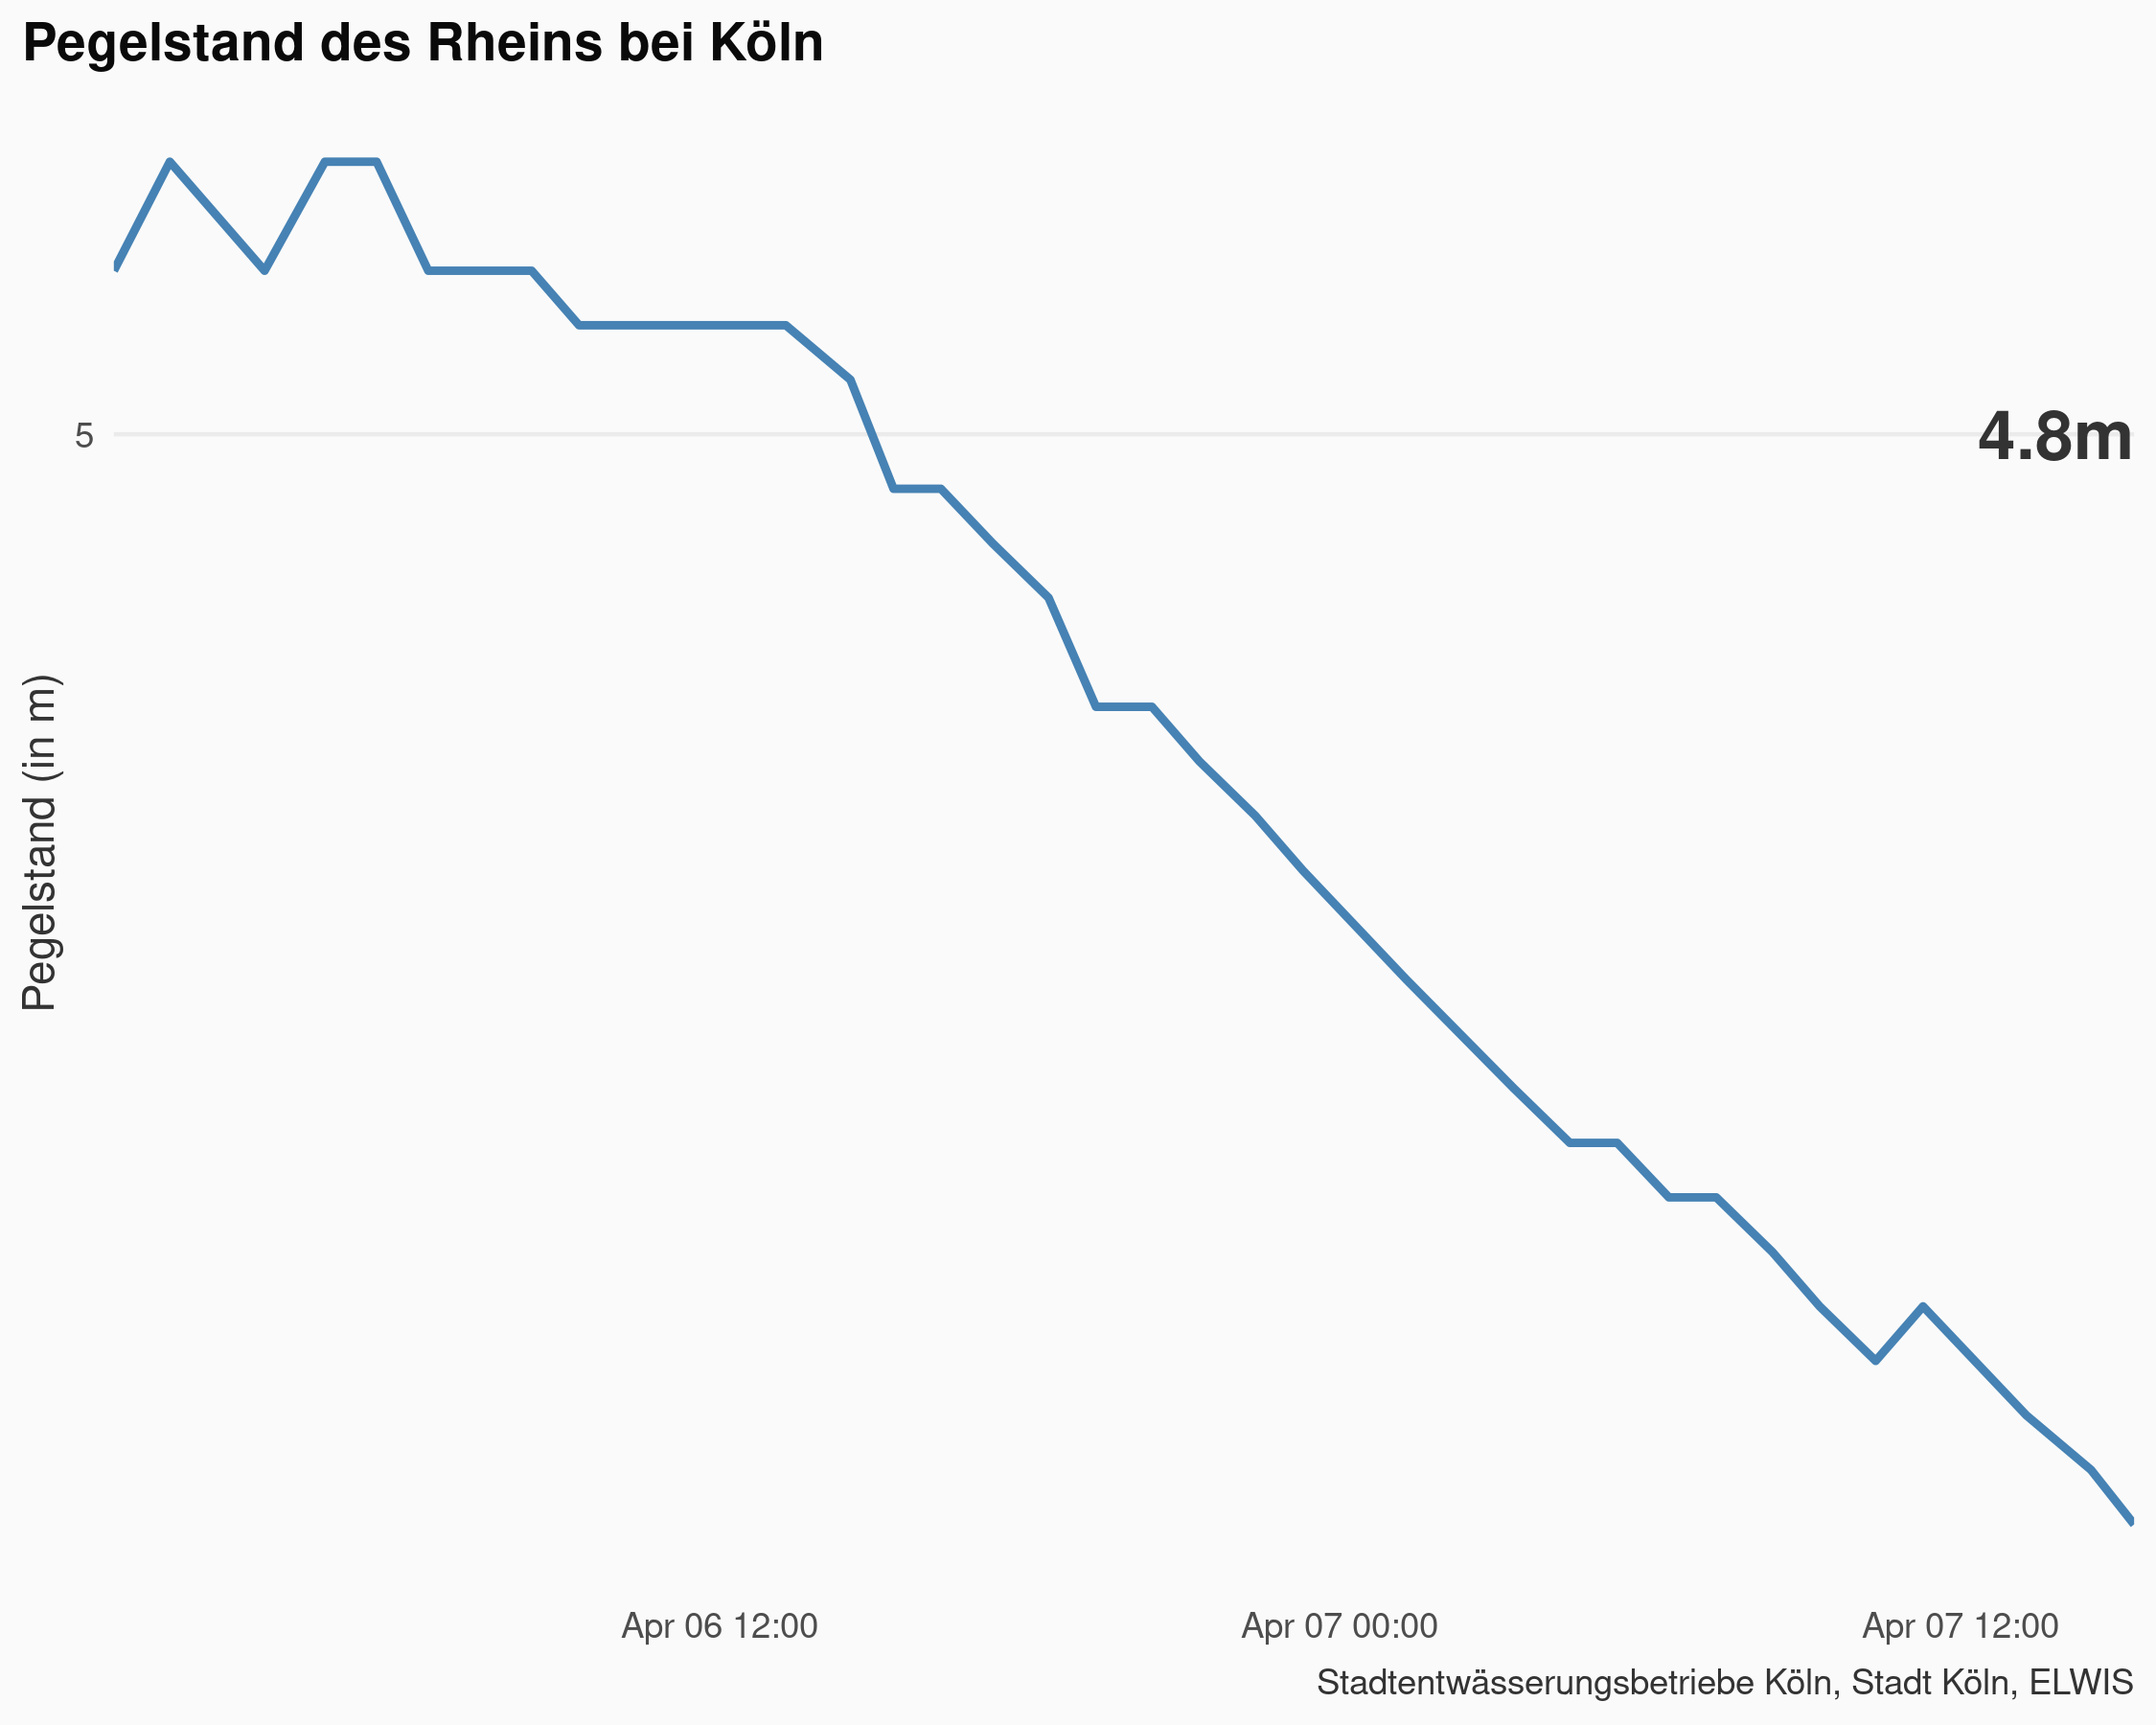 Pegelstand des Rheins bei Köln
5
4.8m
Pegelstand (in m)
Apr 06 12:00
Apr 07 00:00
Apr 07 12:00
Stadtentwässerungsbetriebe Köln, Stadt Köln, ELWIS